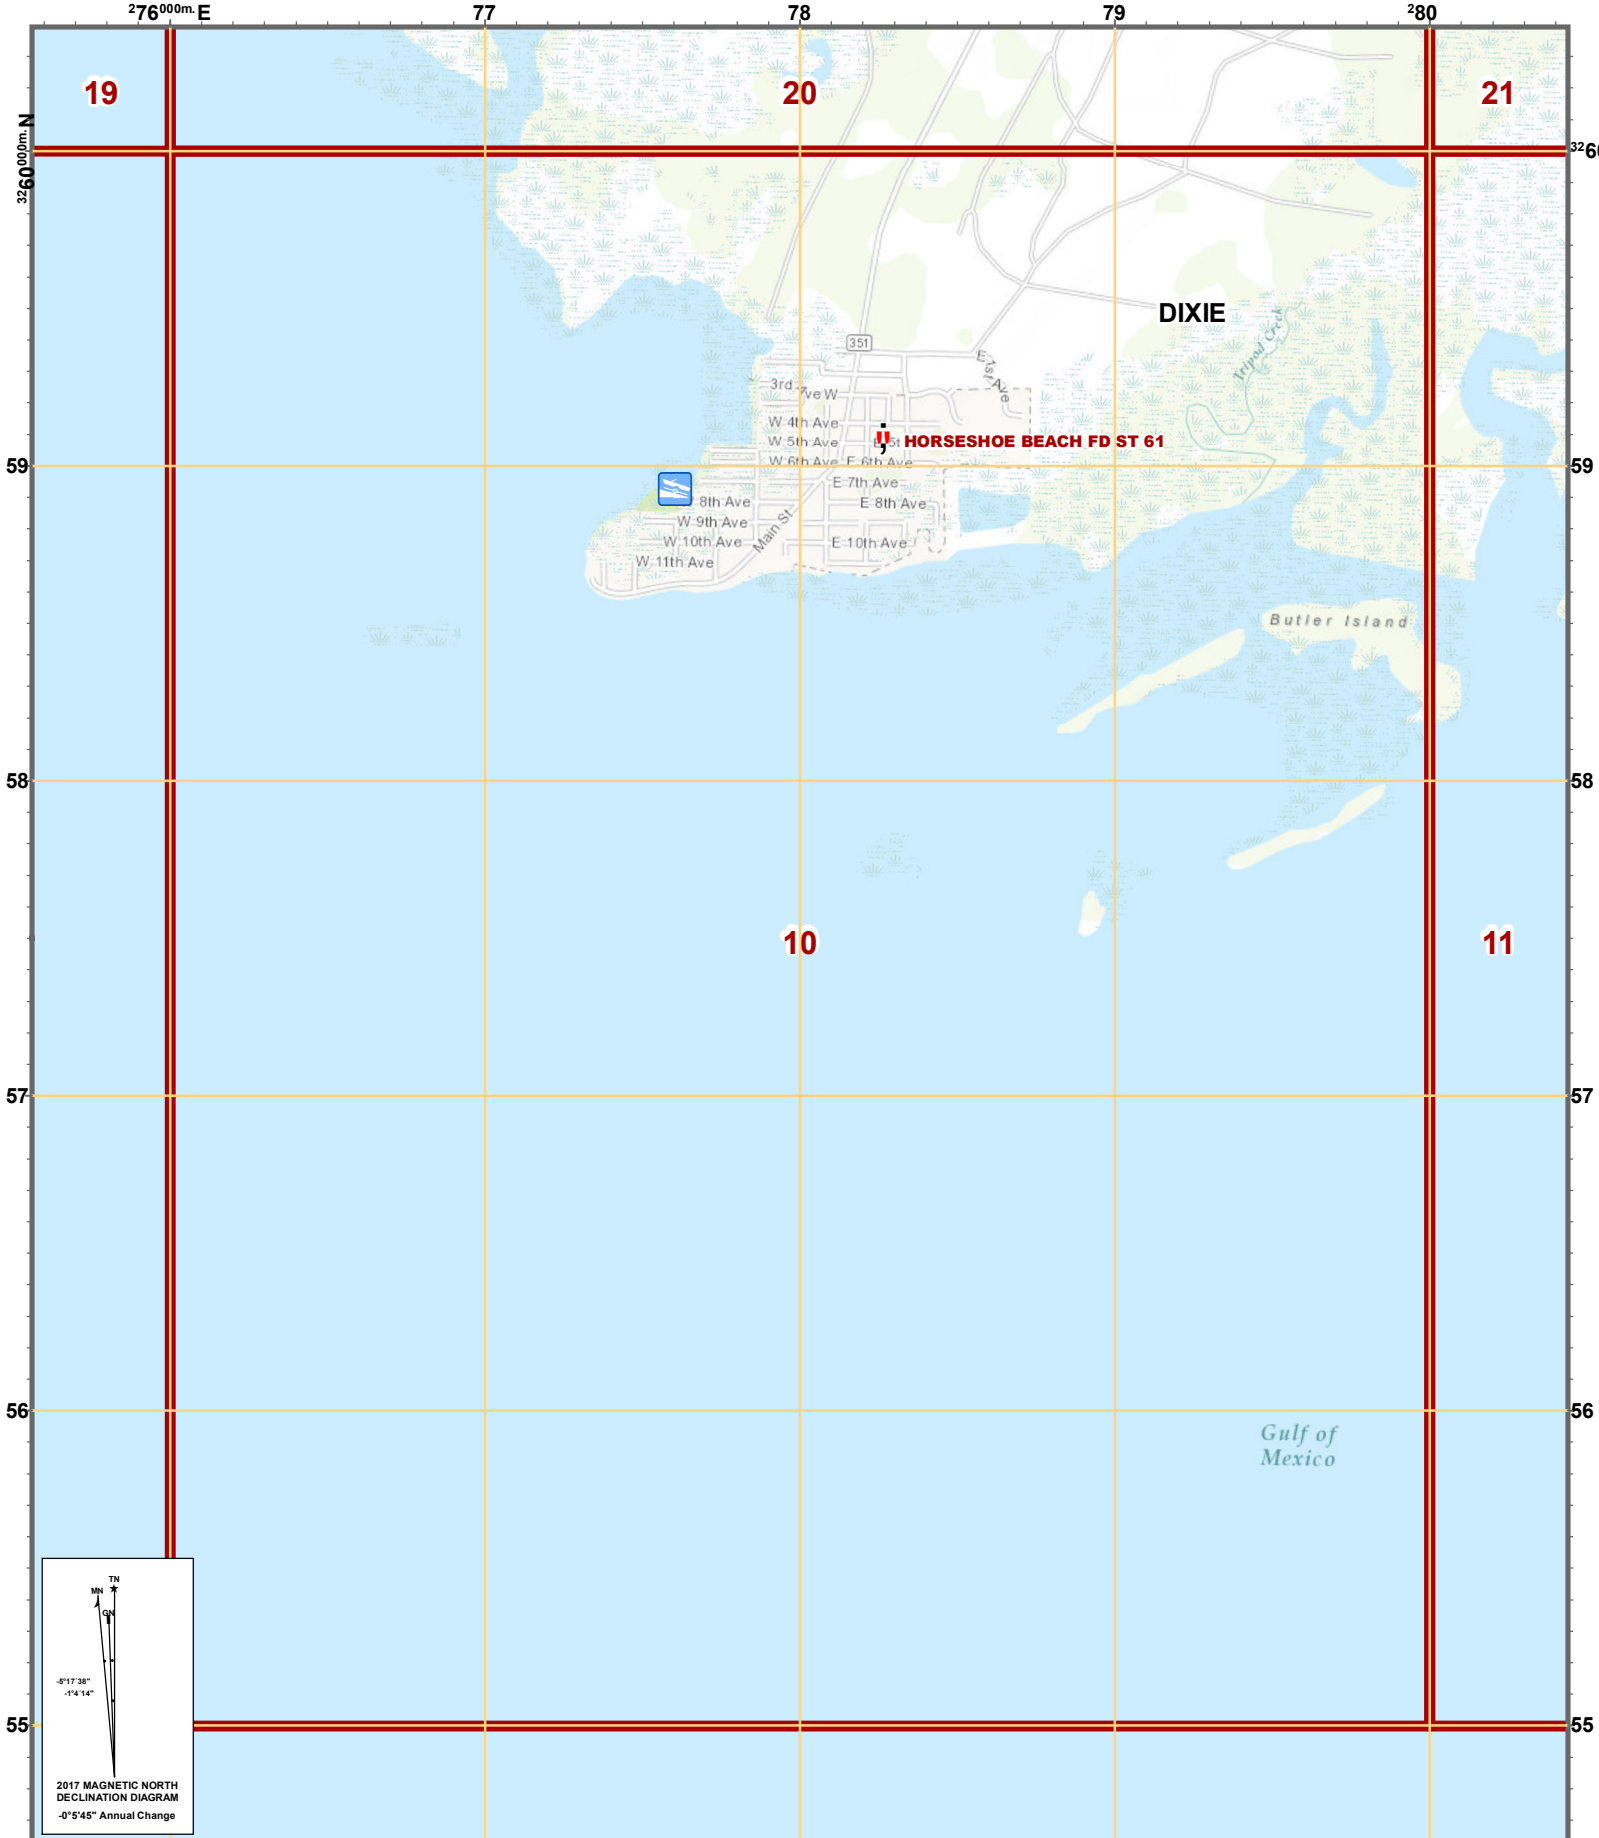 276000m.E 77 78 79 280
19 20 21
3260000m.N
3260
DIXIE
351
E 1st Ave
Tripod Creek
3rd Ave W
W 4th Ave
W 5th Ave
HORSESHOE BEACH FD ST 61
W 6th Ave E 6th Ave
59 59
E 7th Ave
8th Ave E 8th Ave
W 9th Ave
Main St
W 10th Ave E 10th Ave
W 11th Ave
Butler Island
58 58
10 11
57 57
56 56
Gulf of
Mexico
55 55
TN
MN
GN
-5°17'38"
-1°4'14"
2017 MAGNETIC NORTH
DECLINATION DIAGRAM
-0°5'45" Annual Change